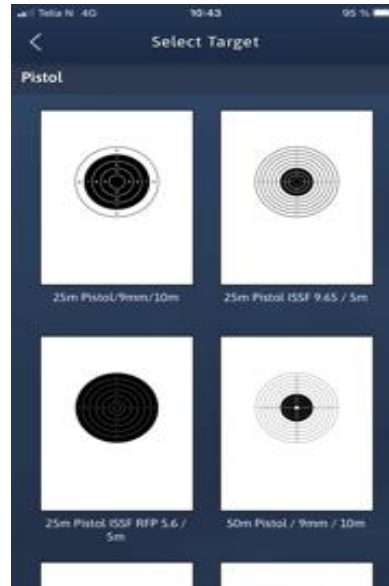 Telia N 4G 10:43 95 %
Select Target
Pistol
25m Pistol/9mm/10m
25m Pistol ISSF 9.65 / 5m
25m Pistol ISSF RFP 5.6 /
5m
50m Pistol / 9mm / 10m